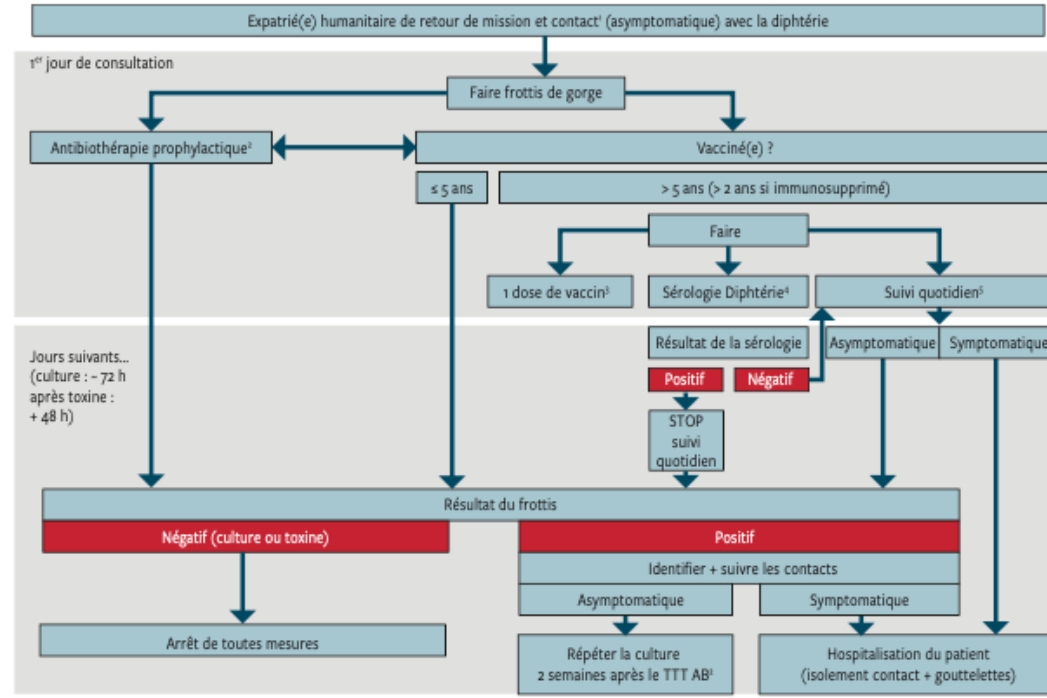 Expatrié(e) humanitaire de retour de mission et contact¹ (asymptomatique) avec la diphtérie
1er jour de consultation
Faire frottis de gorge
Antibiothérapie prophylactique²
Vacciné(e) ?
≤ 5 ans
> 5 ans (> 2 ans si immunosupprimé)
Faire
1 dose de vaccin³
Sérologie Diphtérie⁴
Suivi quotidien⁵
Jours suivants...
(culture : – 72 h
après toxine :
+ 48 h)
Résultat de la sérologie
Asymptomatique
Symptomatique
Positif
Négatif
STOP
suivi
quotidien
Résultat du frottis
Négatif (culture ou toxine)
Positif
Identifier + suivre les contacts
Asymptomatique
Symptomatique
Arrêt de toutes mesures
Répéter la culture
2 semaines après le TTT AB²
Hospitalisation du patient
(isolement contact + gouttelettes)